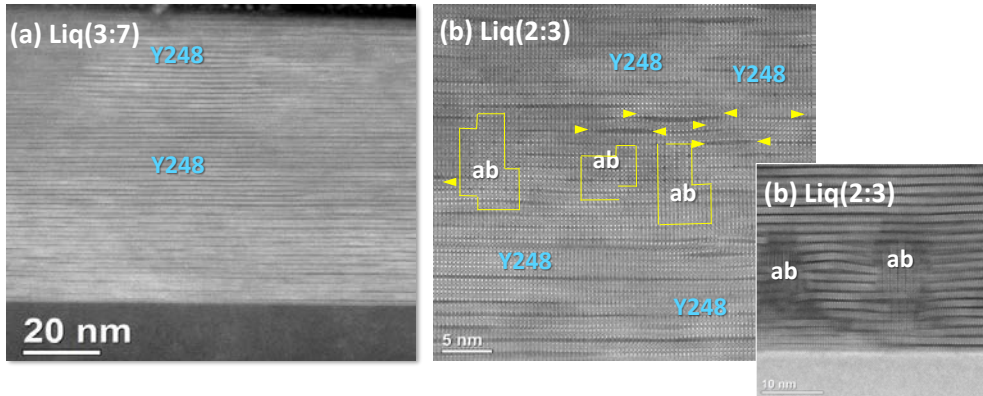 (a) Liq(3:7)
Y248
Y248
20 nm
(b) Liq(2:3)
Y248
Y248
ab
ab
ab
Y248
Y248
5 nm
(b) Liq(2:3)
ab
ab
10 nm